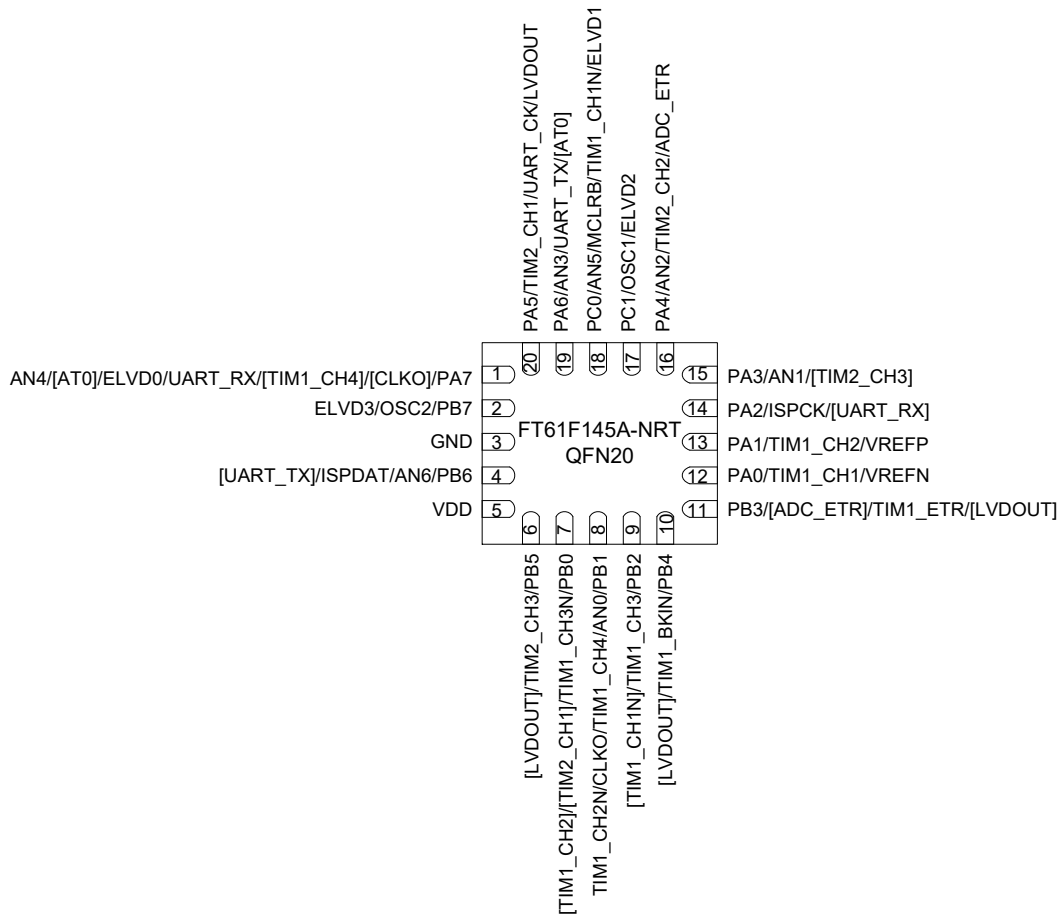 PA5/TIM2_CH1/UART_CK/LVDOUT
PA6/AN3/UART_TX/[AT0]
PC0/AN5/MCLRB/TIM1_CH1N/ELVD1
PC1/OSC1/ELVD2
PA4/AN2/TIM2_CH2/ADC_ETR
20
19
18
17
16
AN4/[AT0]/ELVD0/UART_RX/[TIM1_CH4]/[CLKO]/PA7
1
ELVD3/OSC2/PB7
2
GND
3
[UART_TX]/ISPDAT/AN6/PB6
4
VDD
5
FT61F145A-NRT
QFN20
15
PA3/AN1/[TIM2_CH3]
14
PA2/ISPCK/[UART_RX]
13
PA1/TIM1_CH2/VREFP
12
PA0/TIM1_CH1/VREFN
11
PB3/[ADC_ETR]/TIM1_ETR/[LVDOUT]
6
7
8
9
10
[LVDOUT]/TIM2_CH3/PB5
[TIM1_CH2]/[TIM2_CH1]/TIM1_CH3N/PB0
TIM1_CH2N/CLKO/TIM1_CH4/AN0/PB1
[TIM1_CH1N]/TIM1_CH3/PB2
[LVDOUT]/TIM1_BKIN/PB4